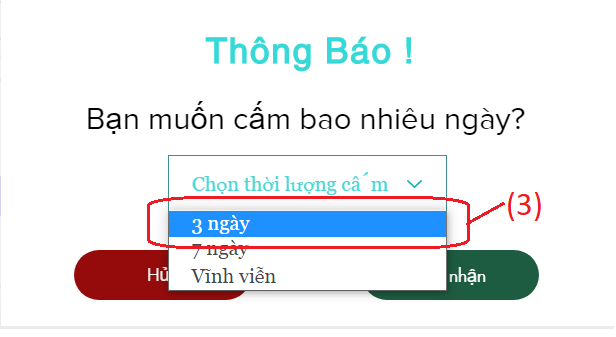 Thông Báo !
Bạn muốn cấm bao nhiêu ngày?
Chọn thời lượng cấm
3 ngày
(3)
7 ngày
Vĩnh viễn
nhận